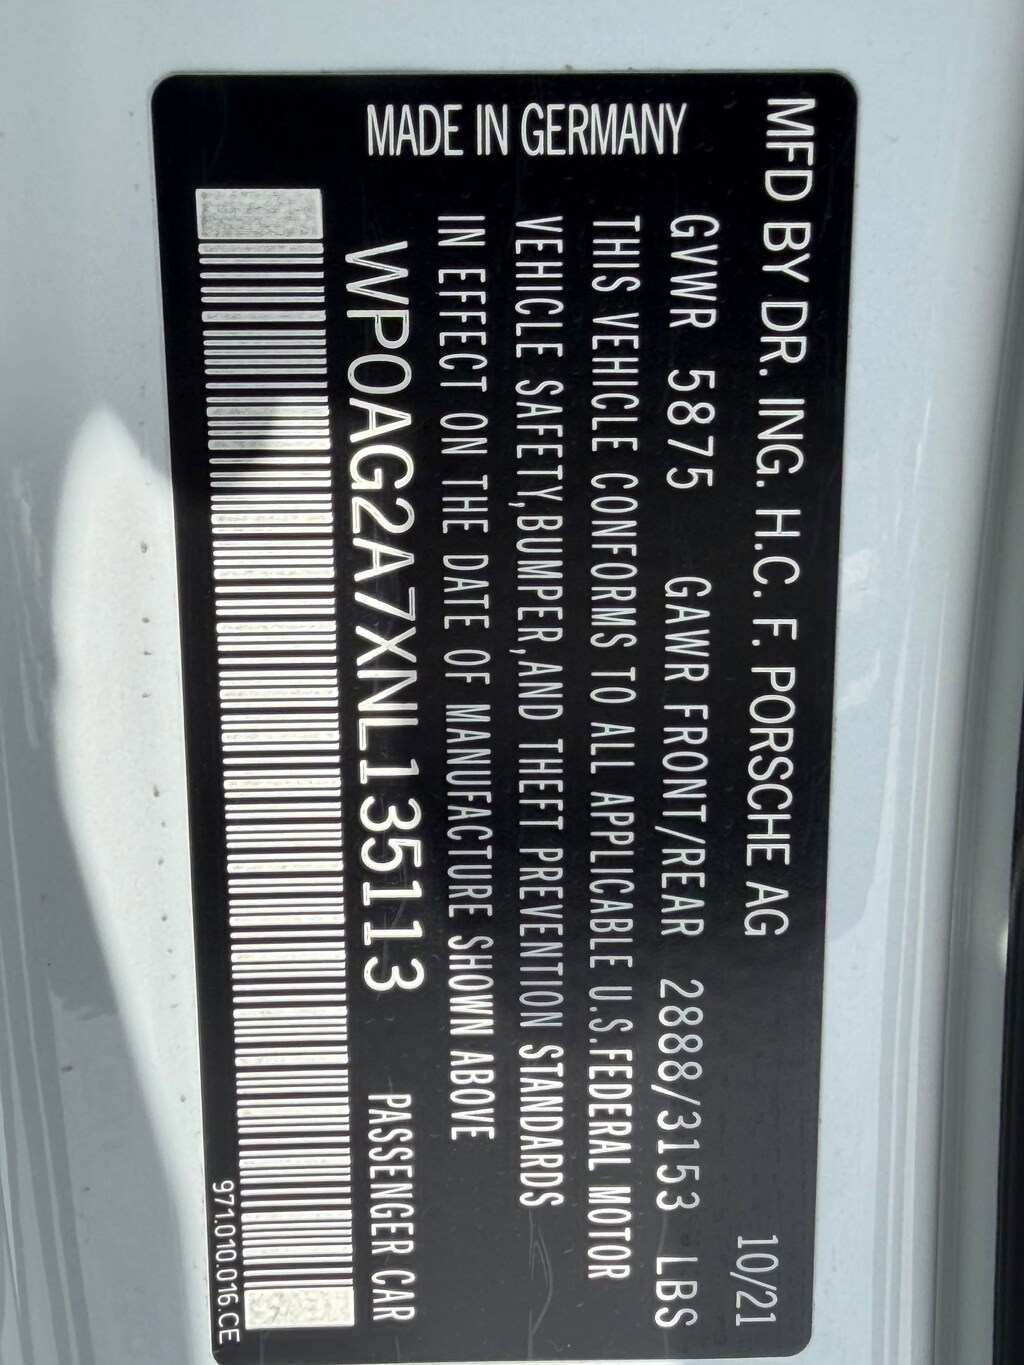 MFD BY DR. ING. H.C. F. PORSCHE AG 10/21
GVWR 5875 GAWR FRONT/REAR 2888/3153 LBS
THIS VEHICLE CONFORMS TO ALL APPLICABLE U.S.FEDERAL MOTOR
VEHICLE SAFETY,BUMPER,AND THEFT PREVENTION STANDARDS
IN EFFECT ON THE DATE OF MANUFACTURE SHOWN ABOVE
WP0AG2A7XNL135113 PASSENGER CAR
971.010.016.CE
MADE IN GERMANY